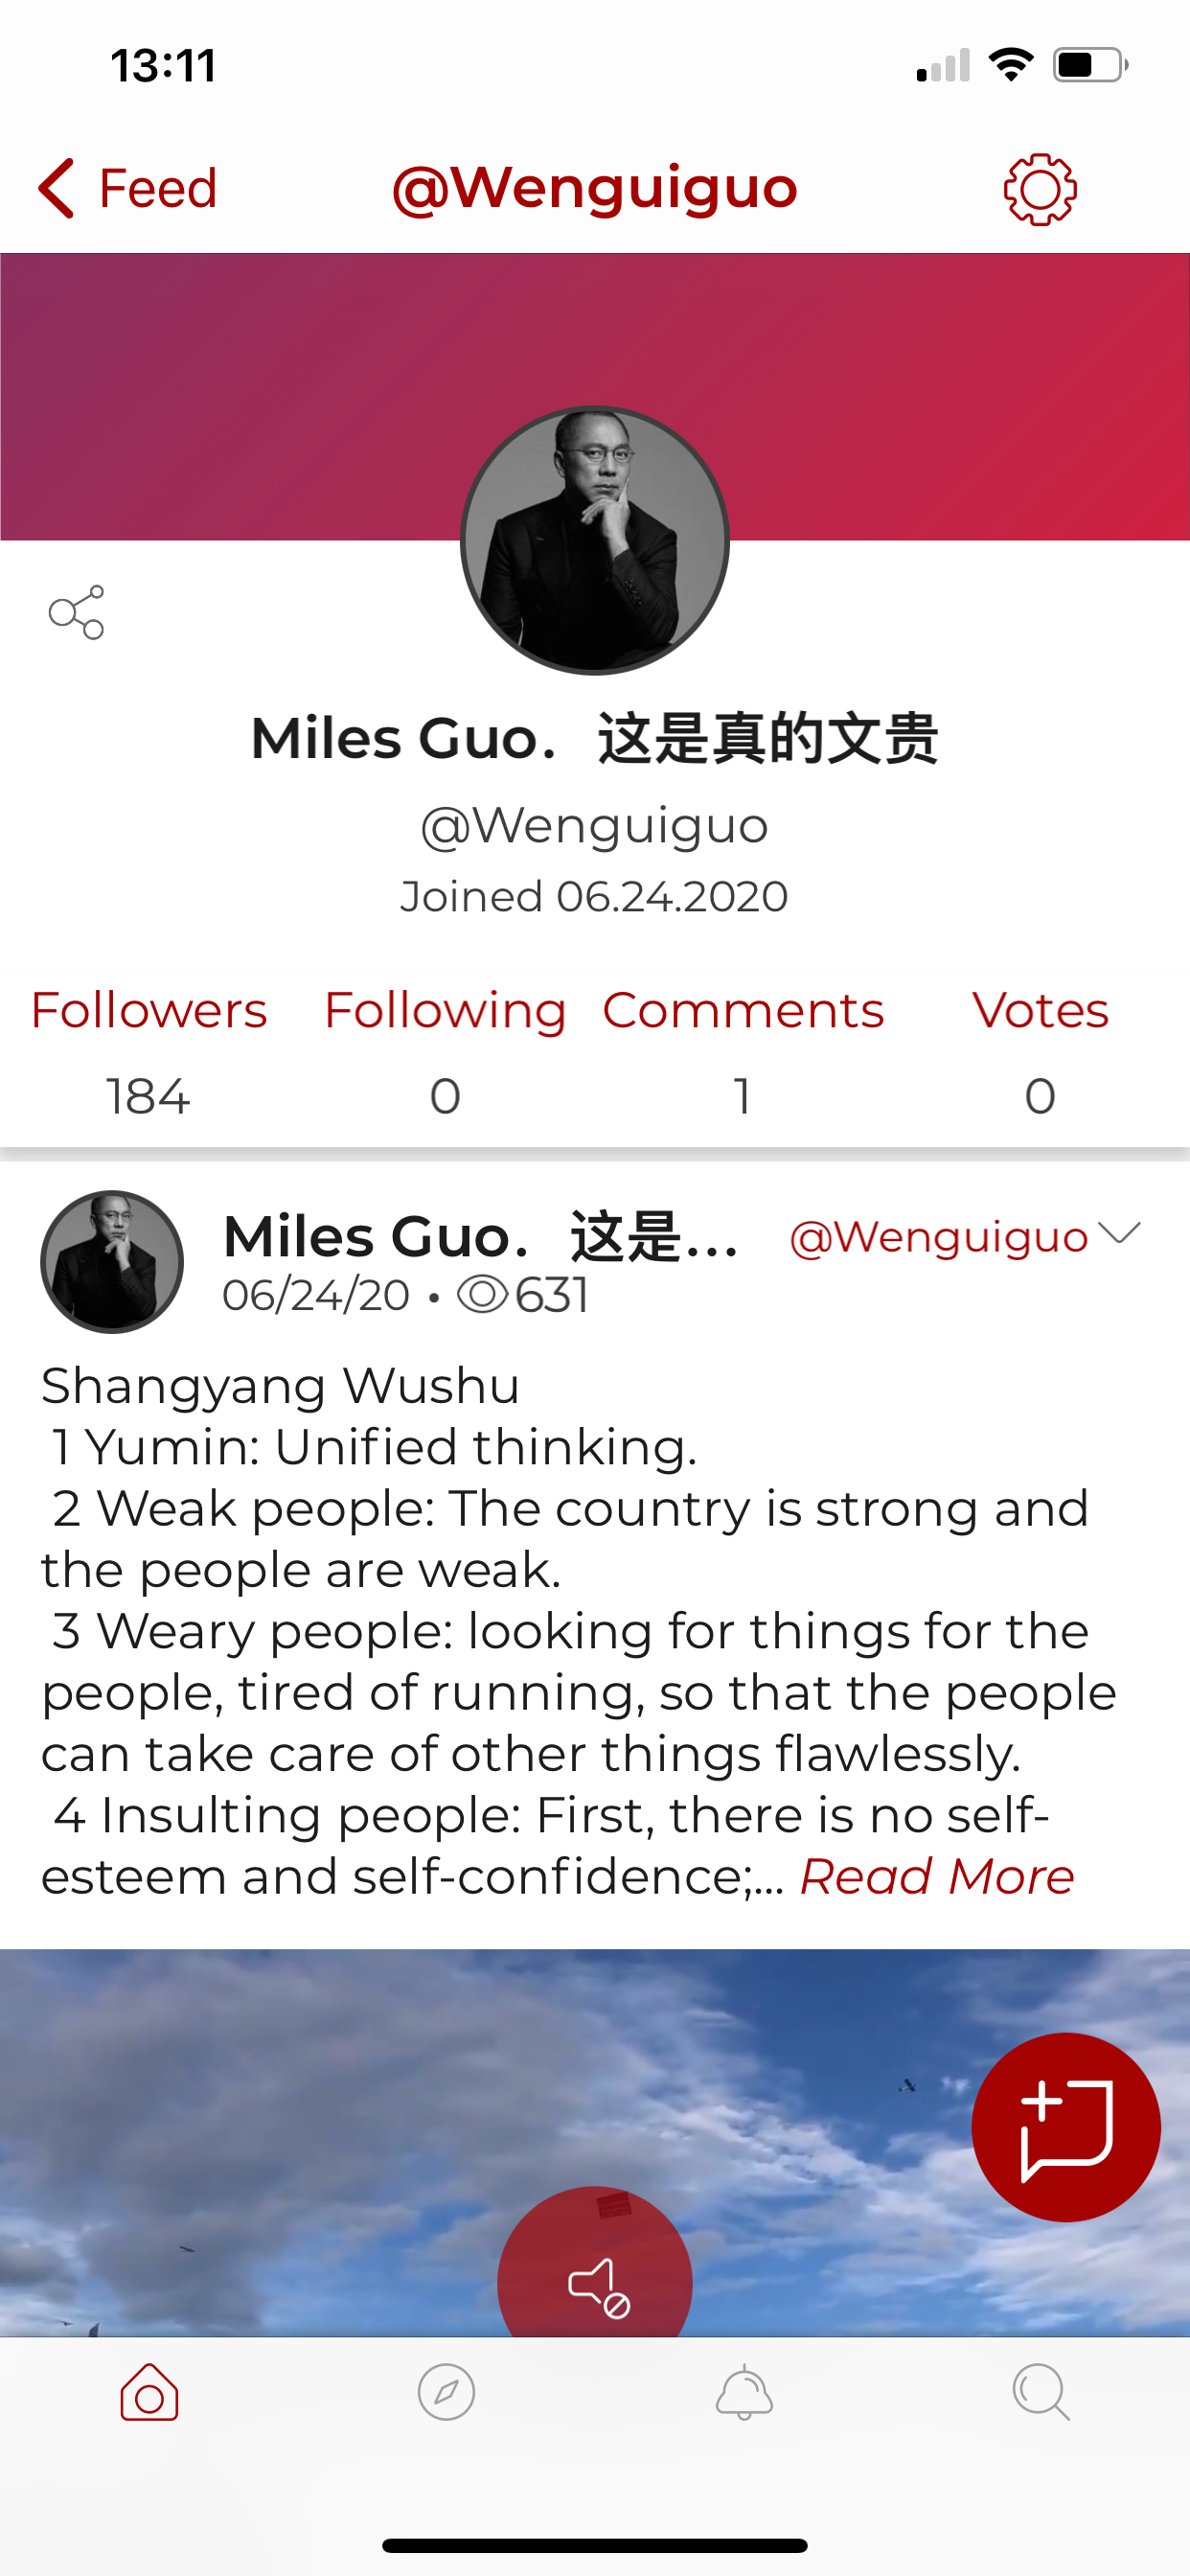 13:11
Feed
@Wenguiguo
Miles Guo. 这是真的文贵
@Wenguiguo
Joined 06.24.2020
Followers Following Comments Votes
184 0 1 0
Miles Guo. 这是... @Wenguiguo
06/24/20 • 631
Shangyang Wushu
1 Yumin: Unified thinking.
2 Weak people: The country is strong and
the people are weak.
3 Weary people: looking for things for the
people, tired of running, so that the people
can take care of other things flawlessly.
4 Insulting people: First, there is no self-
esteem and self-confidence;... Read More